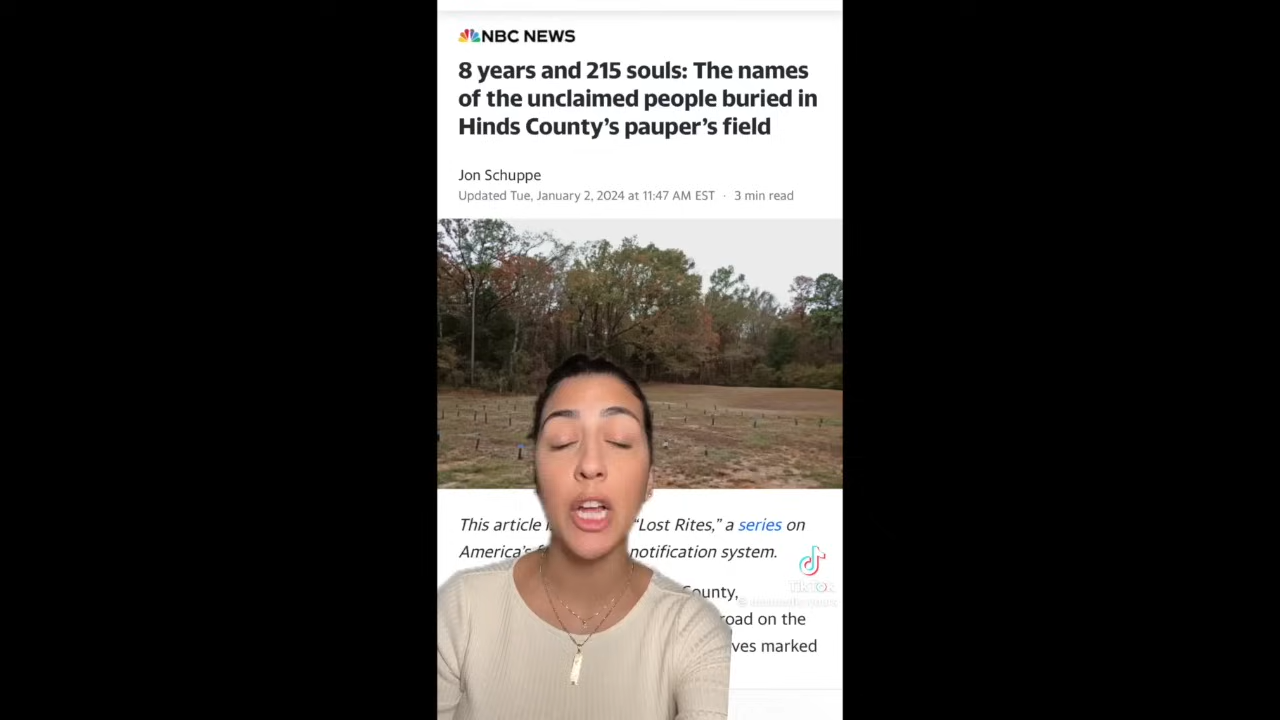 NBC NEWS
8 years and 215 souls: The names
of the unclaimed people buried in
Hinds County’s pauper’s field
Jon Schuppe
Updated Tue, January 2, 2024 at 11:47 AM EST · 3 min read
This article “Lost Rites,” a series on
America’s notification system.
County,
road on the
ves marked
TikTok